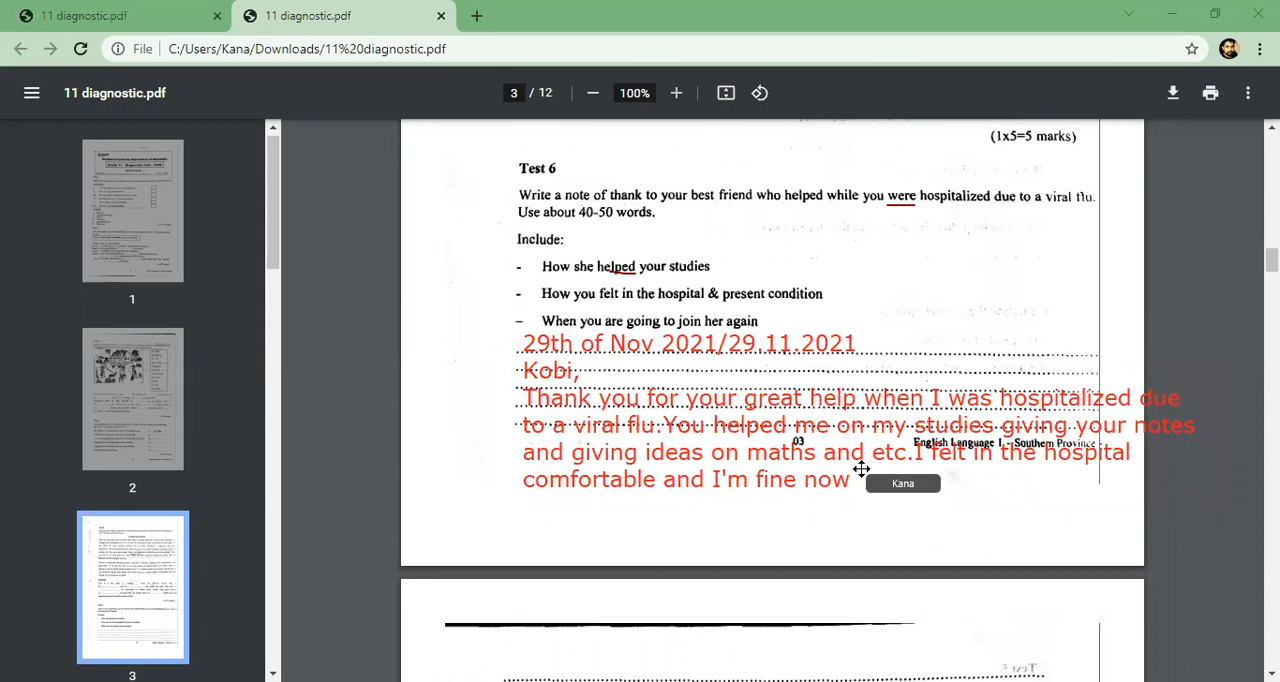 11 diagnostic.pdf
11 diagnostic.pdf
File
C:/Users/Kana/Downloads/11%20diagnostic.pdf
11 diagnostic.pdf
3 / 12
100%
(1x5=5 marks)
Test 6
Write a note of thank to your best friend who helped while you were hospitalized due to a viral flu.
Use about 40-50 words.
Include:
- How she helped your studies
- How you felt in the hospital & present condition
- When you are going to join her again
29th of Nov 2021/29.11.2021
Kobi,
Thank you for your great help when I was hospitalized due
to a viral flu.You helped me on my studies giving your notes
03
English Language I - Southern Province
and giving ideas on maths and etc.I felt in the hospital
comfortable and I'm fine now
Kana
1
2
3